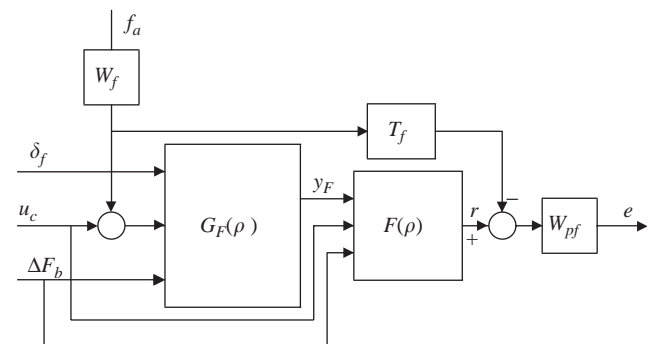 f_a
W_f
T_f
δ_f
y_F
u_c
G_F(ρ )
F(ρ)
r
−
+
W_pf
e
ΔF_b